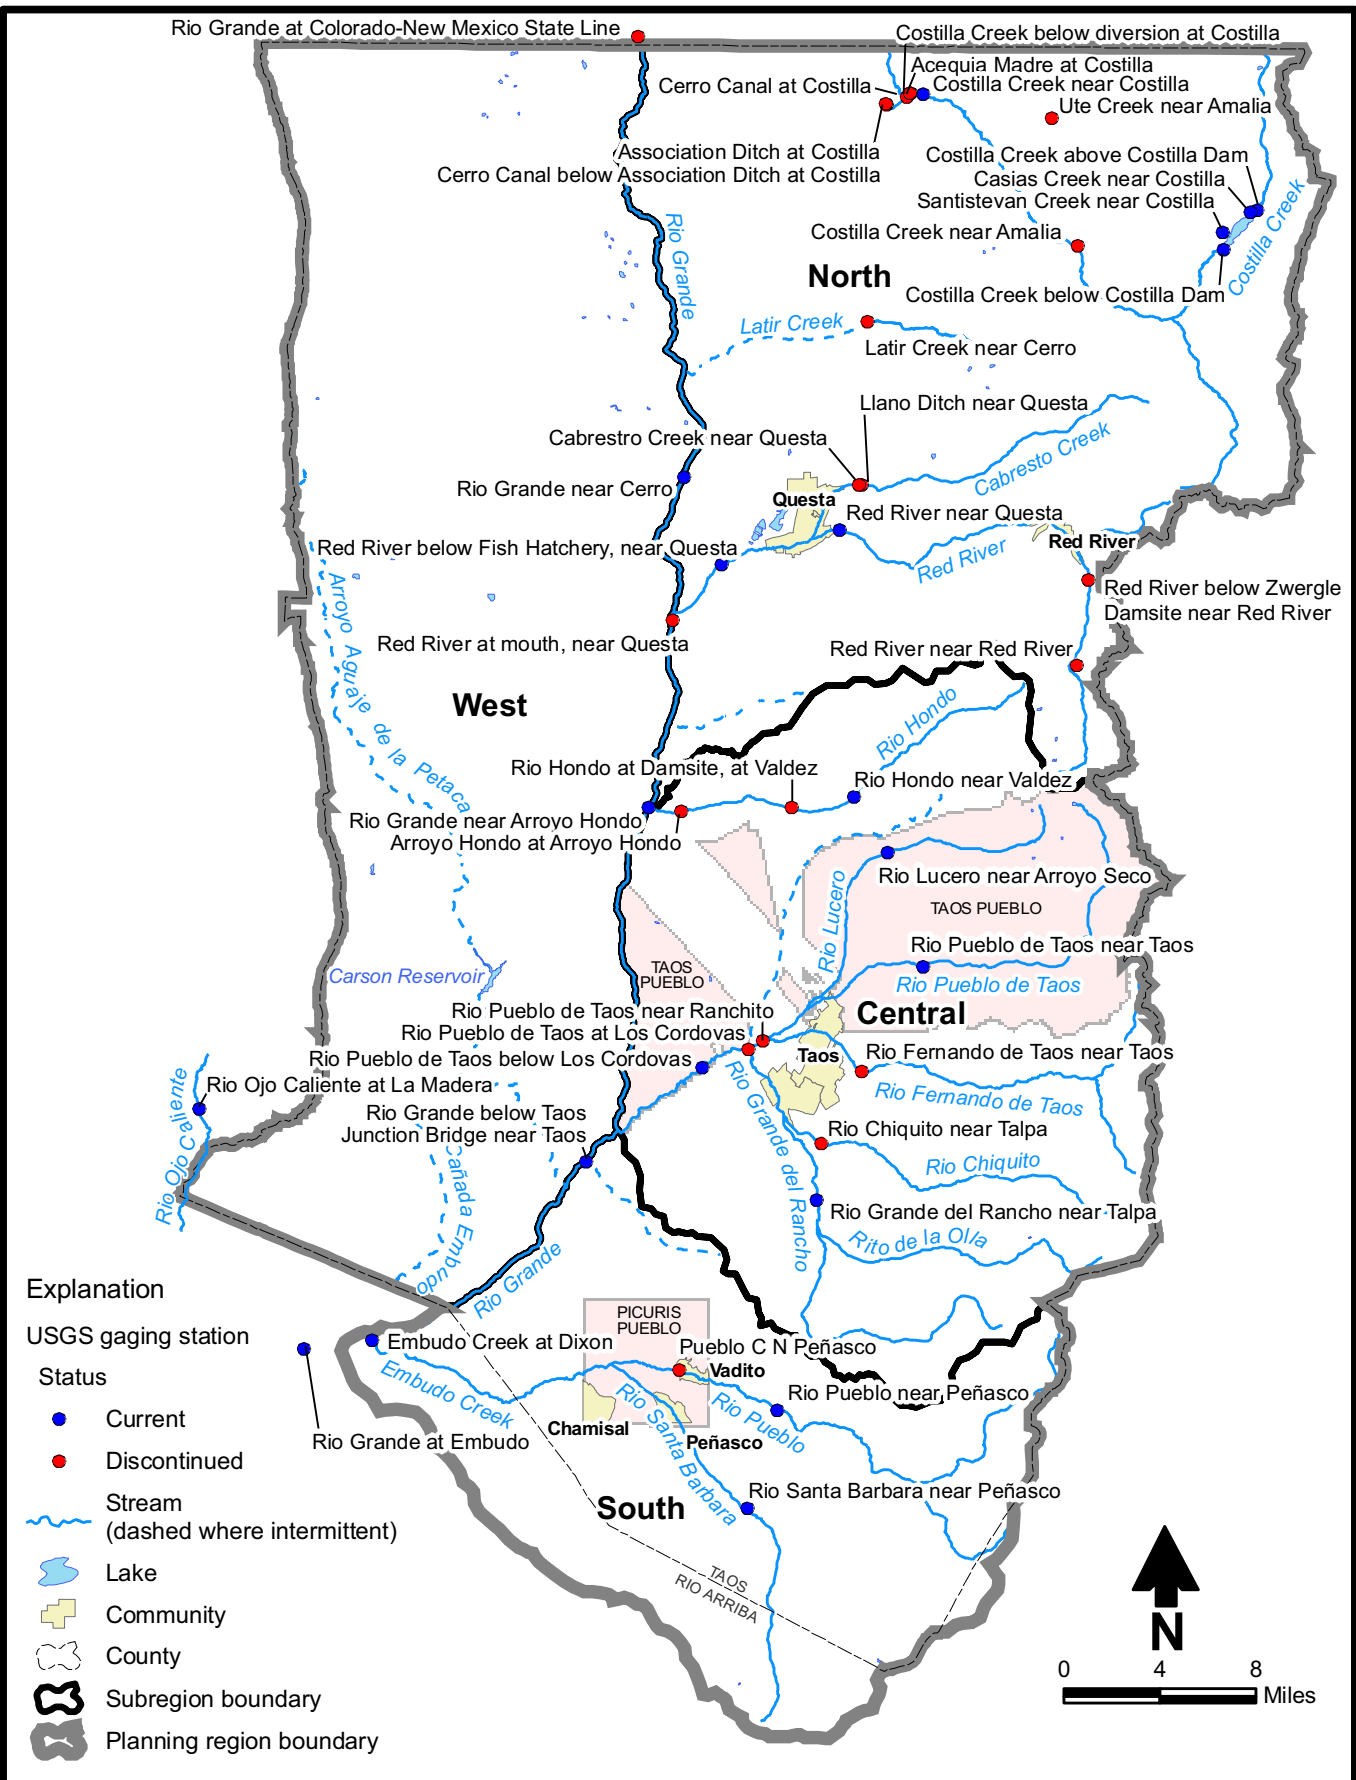 Rio Grande at Colorado-New Mexico State Line
Costilla Creek below diversion at Costilla
Acequia Madre at Costilla
Cerro Canal at Costilla
Costilla Creek near Costilla
Ute Creek near Amalia
Association Ditch at Costilla
Costilla Creek above Costilla Dam
Cerro Canal below Association Ditch at Costilla
Casias Creek near Costilla
Santistevan Creek near Costilla
Costilla Creek near Amalia
Costilla Creek
Rio Grande
North
Costilla Creek below Costilla Dam
Latir Creek
Latir Creek near Cerro
Llano Ditch near Questa
Cabrestro Creek near Questa
Cabresto Creek
Rio Grande near Cerro
Questa
Red River near Questa
Red River below Fish Hatchery, near Questa
Red River
Red River
Red River below Zwergle
Damsite near Red River
Arroyo Aguaje de la Petaca
Red River at mouth, near Questa
Red River near Red River
West
Rio Hondo
Rio Hondo at Damsite, at Valdez
Rio Hondo near Valdez
Rio Grande near Arroyo Hondo
Arroyo Hondo at Arroyo Hondo
Rio Lucero near Arroyo Seco
TAOS PUEBLO
Rio Lucero
Rio Pueblo de Taos near Taos
TAOS
PUEBLO
Carson Reservoir
Rio Pueblo de Taos
Rio Pueblo de Taos near Ranchito
Central
Rio Pueblo de Taos at Los Cordovas
Taos
Rio Fernando de Taos near Taos
Rio Pueblo de Taos below Los Cordovas
Rio Ojo Caliente at La Madera
Rio Fernando de Taos
Rio Grande below Taos
Junction Bridge near Taos
Rio Chiquito near Talpa
Rio Ojo Caliente
Cañada Embudo
Rio Grande del Rancho
Rio Chiquito
Rio Grande del Rancho near Talpa
Rito de la Olla
Rio Grande
PICURIS
PUEBLO
Embudo Creek at Dixon
Pueblo C N Peñasco
Vadito
Embudo Creek
Rio Pueblo near Peñasco
Rio Santa Barbara
Rio Pueblo
Chamisal
Peñasco
Rio Grande at Embudo
Rio Santa Barbara near Peñasco
South
TAOS
RIO ARRIBA
Explanation
USGS gaging station
Status
Current
Discontinued
Stream
(dashed where intermittent)
Lake
Community
County
Subregion boundary
Planning region boundary
N
0 4 8
Miles